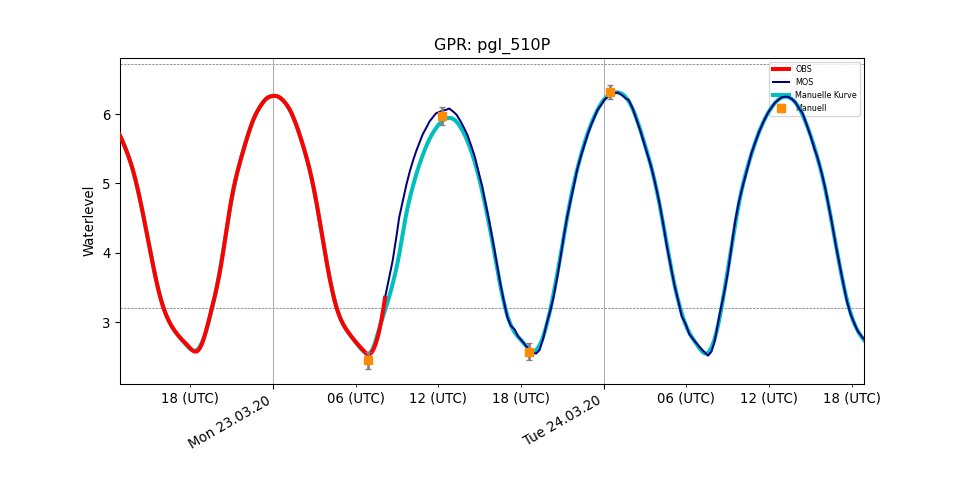 GPR: pgl_510P
OBS
MOS
Manuelle Kurve
Manuell
Waterlevel
6
5
4
3
18 (UTC)
Mon 23.03.20
06 (UTC)
12 (UTC)
18 (UTC)
Tue 24.03.20
06 (UTC)
12 (UTC)
18 (UTC)